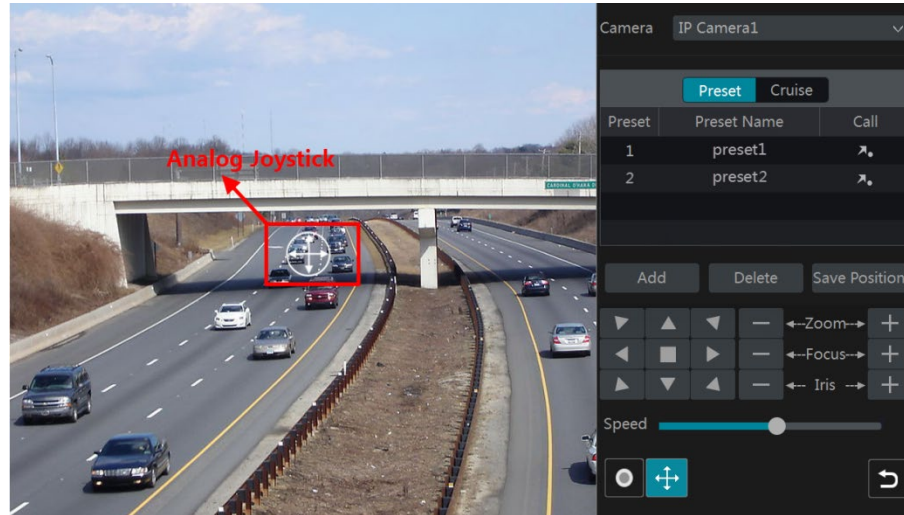 Camera IP Camera1
Preset Cruise
Preset Preset Name Call
1 preset1
2 preset2
Analog Joystick
Add Delete Save Position
Zoom
Focus
Iris
Speed